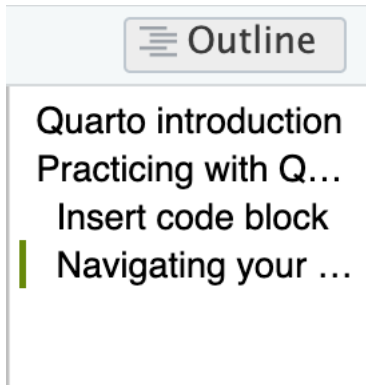 Outline
Quarto introduction
Practicing with Q...
Insert code block
Navigating your ...